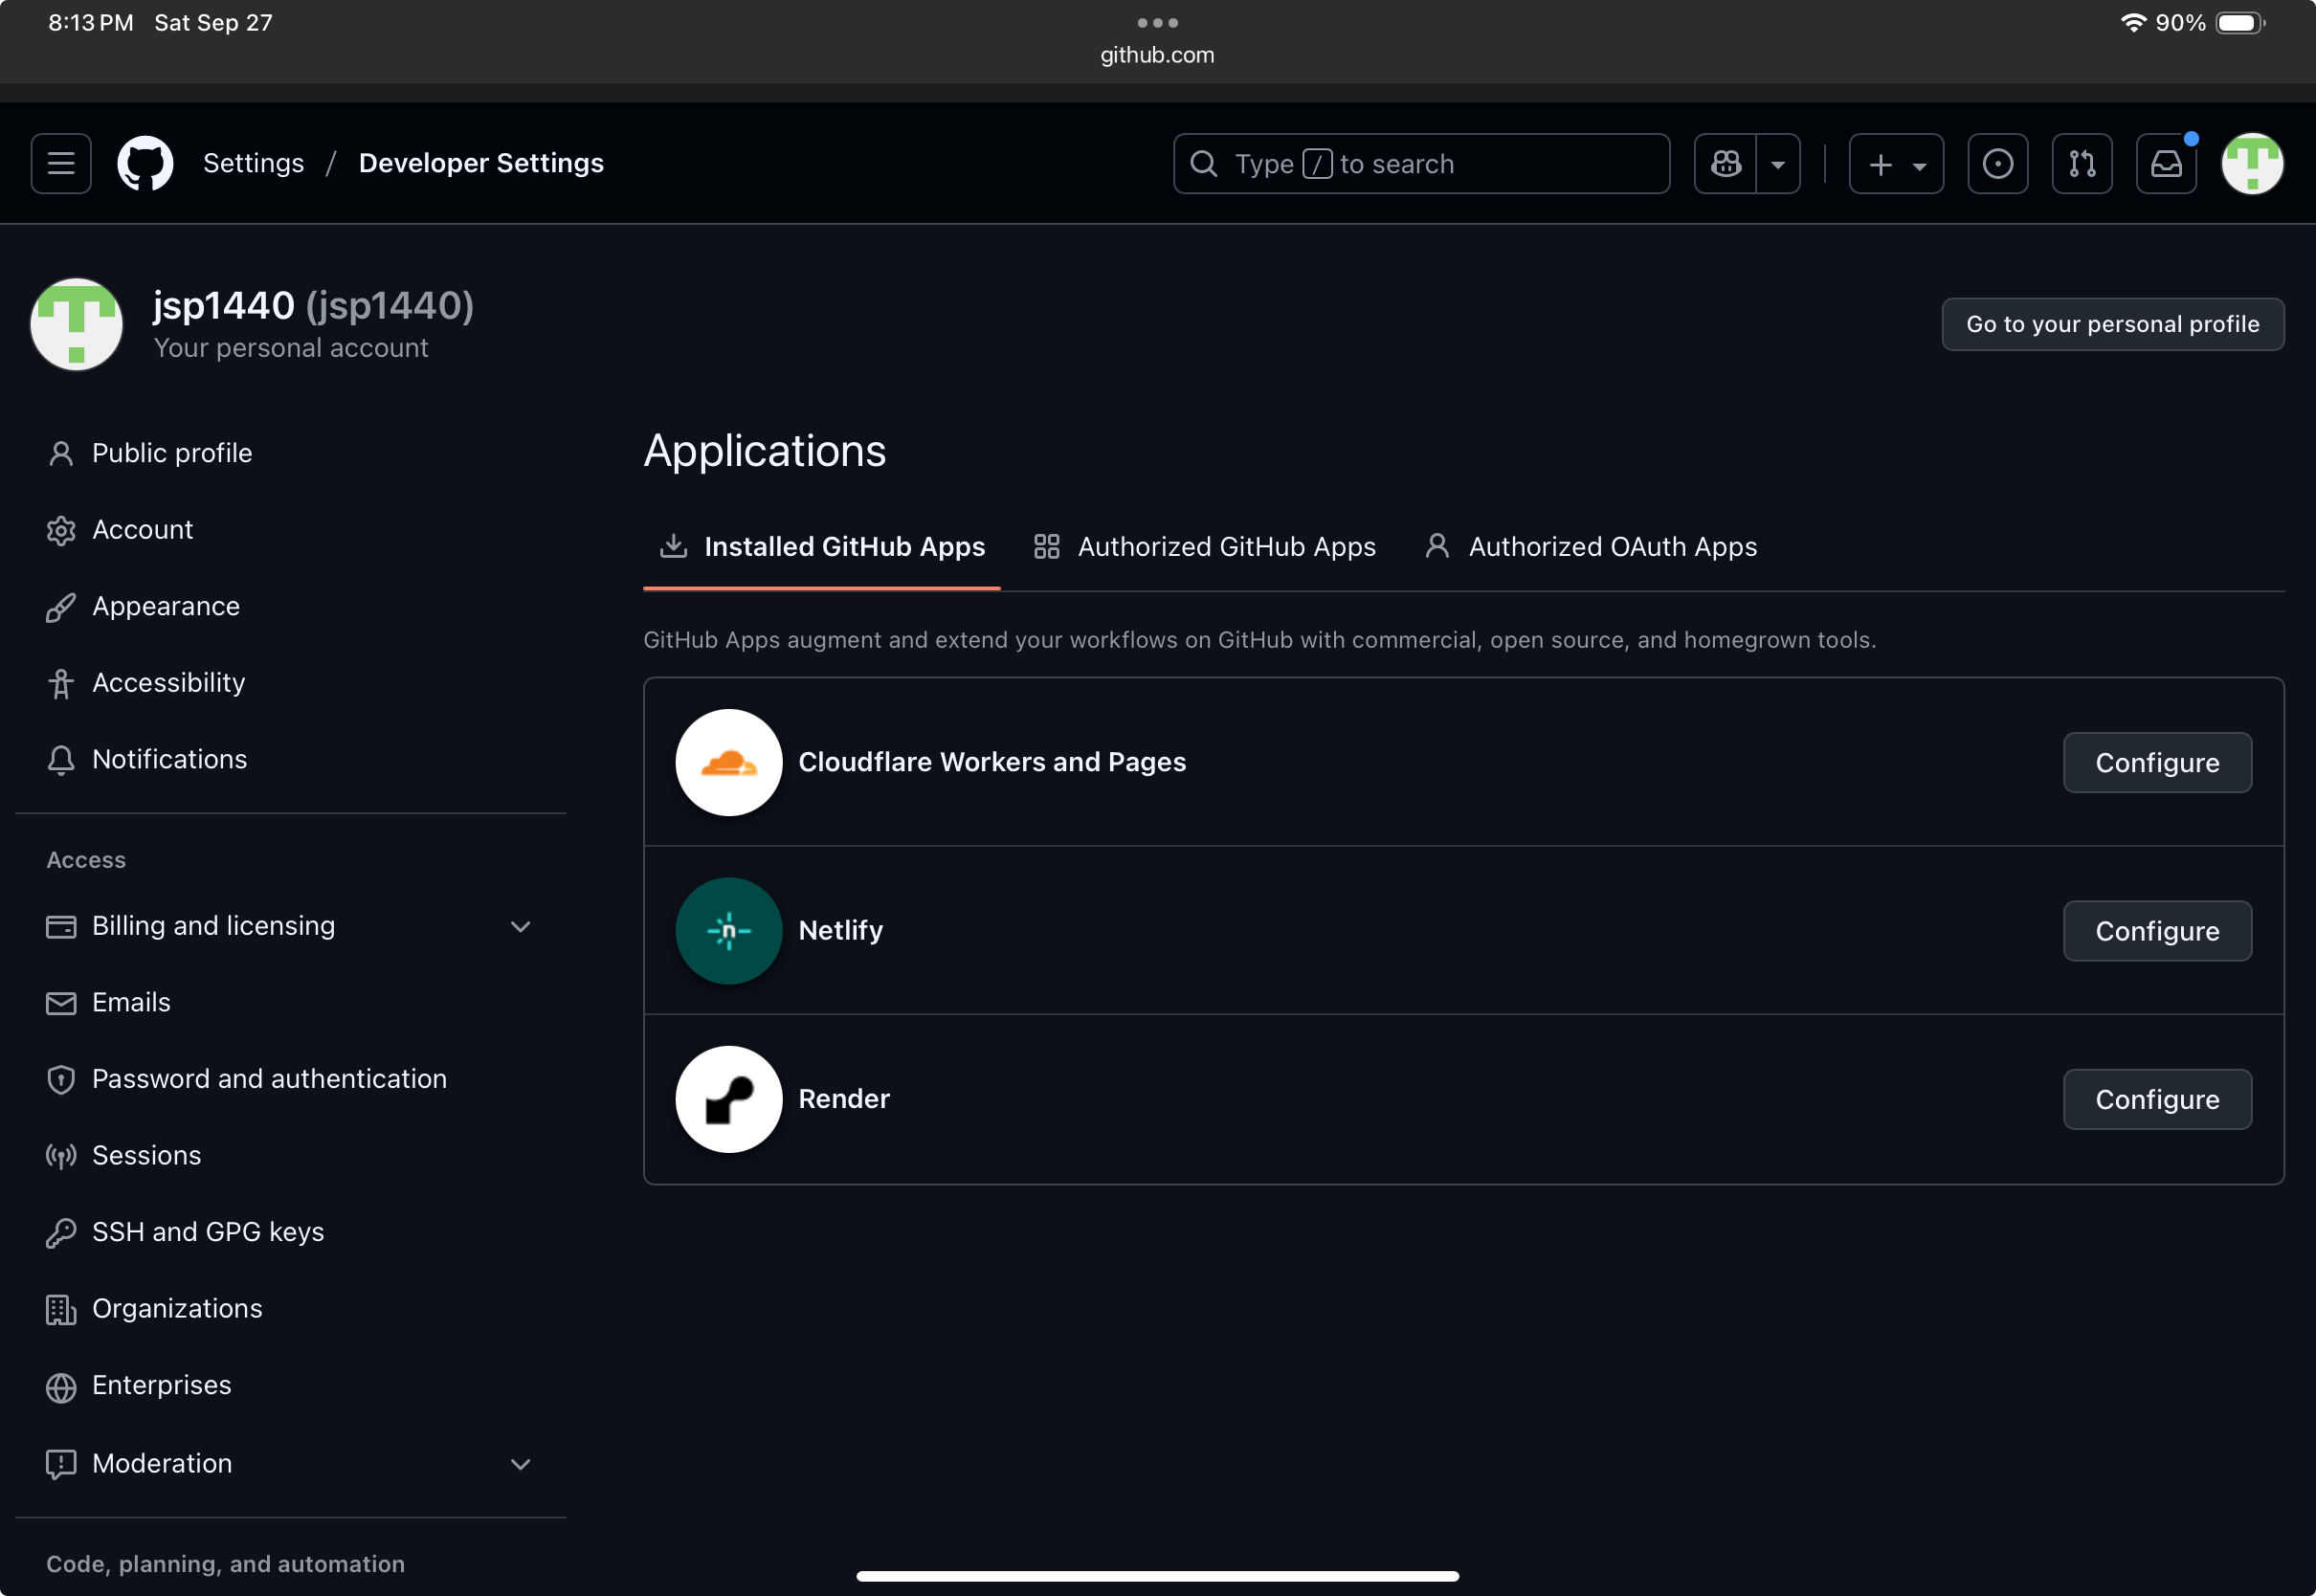 8:13 PM Sat Sep 27
90%
github.com
Settings / Developer Settings
Type / to search
jsp1440 (jsp1440)
Your personal account
Go to your personal profile
Public profile
Account
Appearance
Accessibility
Notifications
Access
Billing and licensing
Emails
Password and authentication
Sessions
SSH and GPG keys
Organizations
Enterprises
Moderation
Code, planning, and automation
Applications
Installed GitHub Apps
Authorized GitHub Apps
Authorized OAuth Apps
GitHub Apps augment and extend your workflows on GitHub with commercial, open source, and homegrown tools.
Cloudflare Workers and Pages
Configure
n
Netlify
Configure
Render
Configure